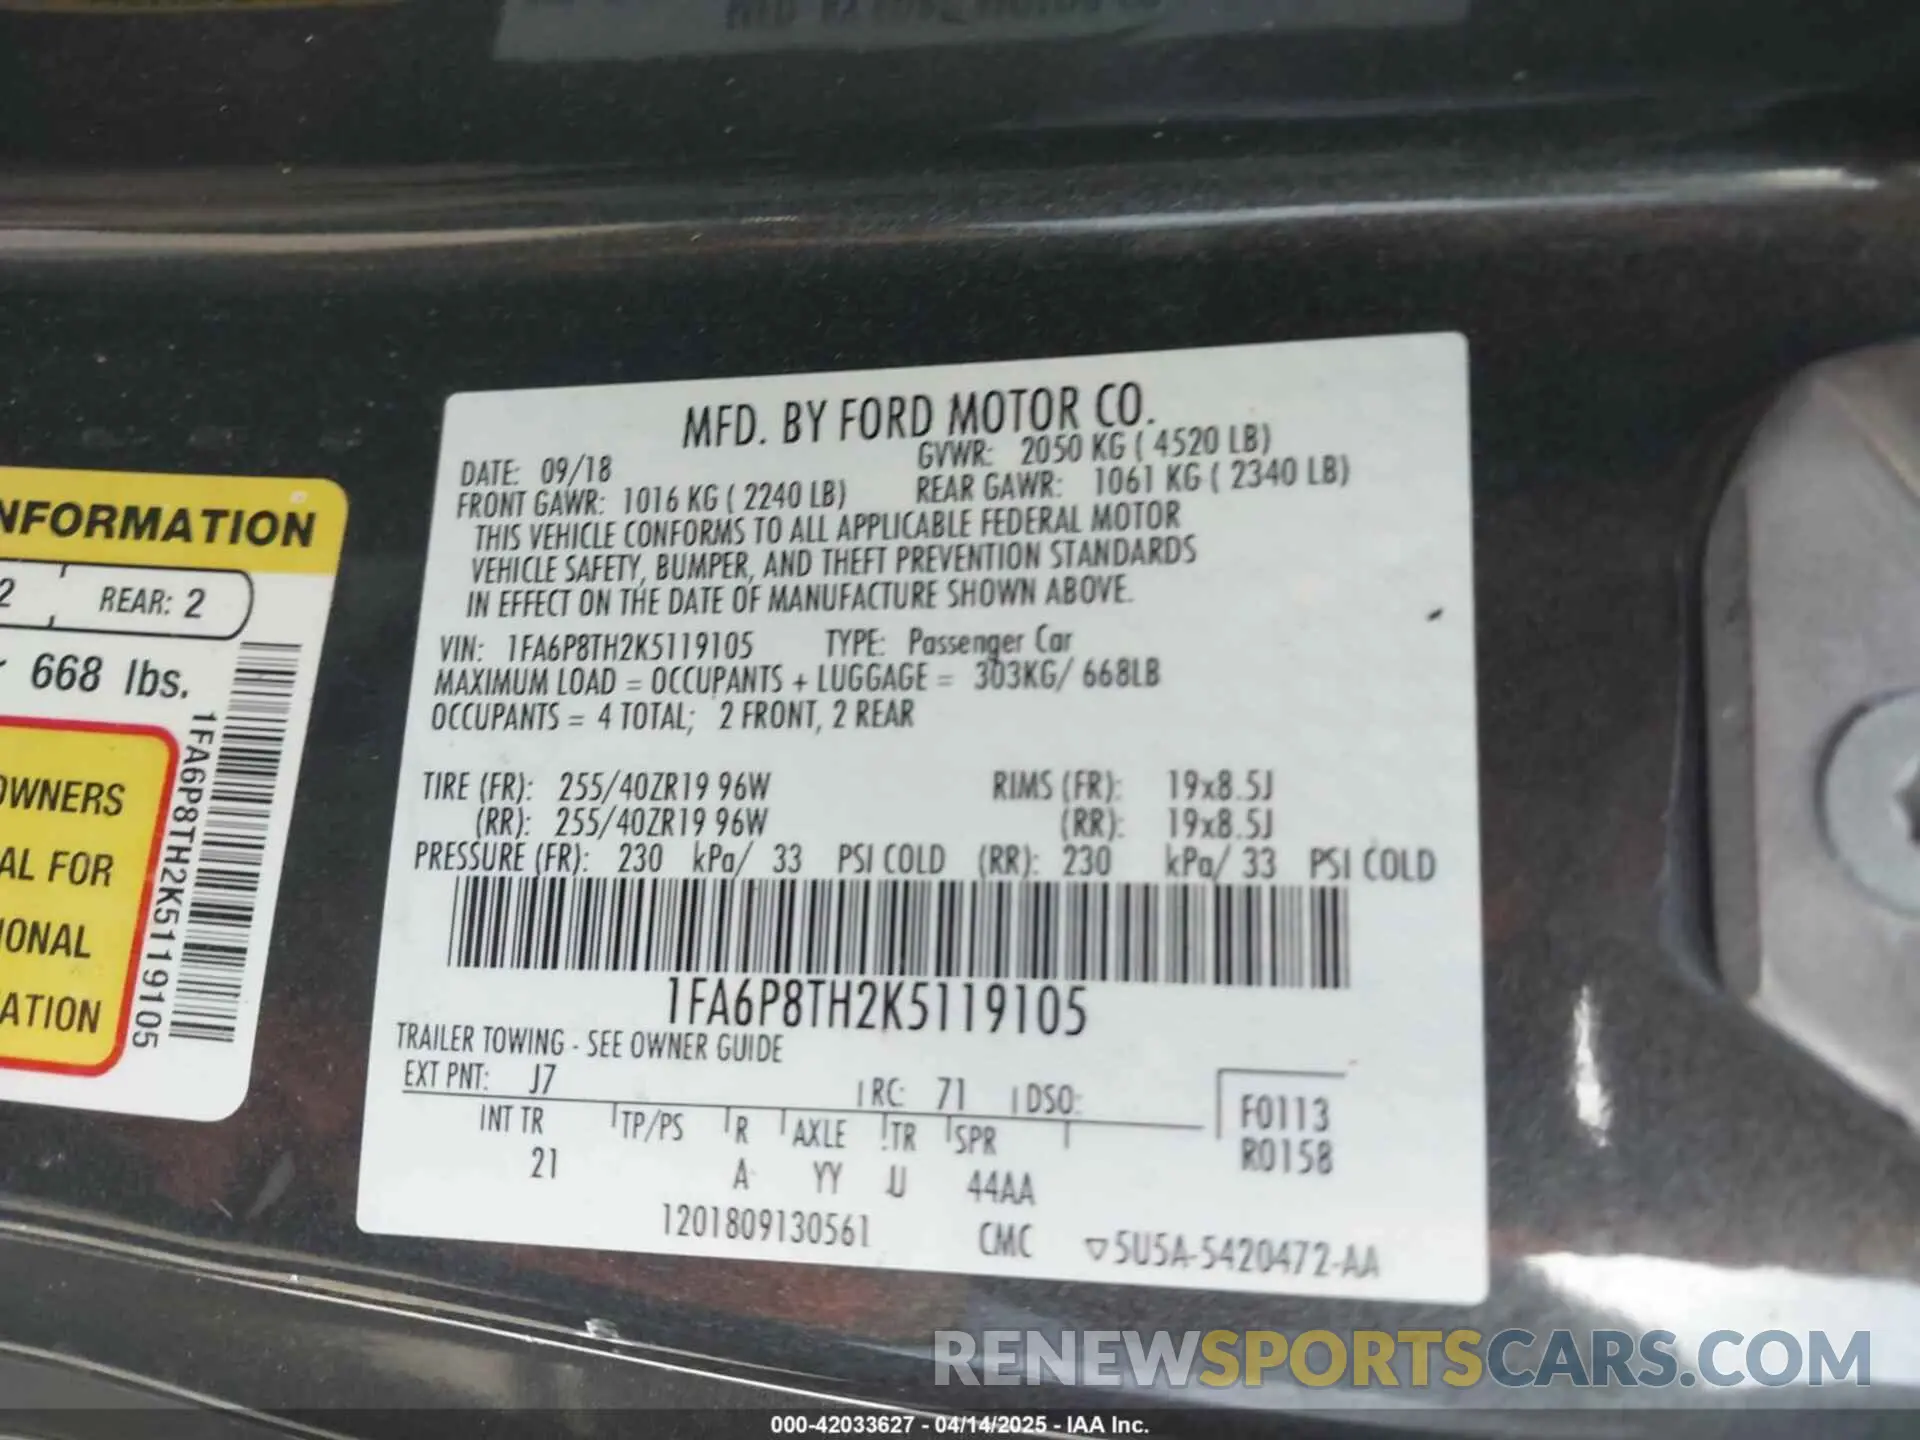 MFD. BY FORD MOTOR CO.
DATE: 09/18 GVWR: 2050 KG ( 4520 LB)
FRONT GAWR: 1016 KG ( 2240 LB) REAR GAWR: 1061 KG ( 2340 LB)
THIS VEHICLE CONFORMS TO ALL APPLICABLE FEDERAL MOTOR
VEHICLE SAFETY, BUMPER, AND THEFT PREVENTION STANDARDS
IN EFFECT ON THE DATE OF MANUFACTURE SHOWN ABOVE.
VIN: 1FA6P8TH2K5119105 TYPE: Passenger Car
MAXIMUM LOAD = OCCUPANTS + LUGGAGE = 303KG/ 668LB
OCCUPANTS = 4 TOTAL; 2 FRONT, 2 REAR
TIRE (FR): 255/40ZR19 96W RIMS (FR): 19x8.5J
(RR): 255/40ZR19 96W (RR): 19x8.5J
PRESSURE (FR): 230 kPa/ 33 PSI COLD (RR): 230 kPa/ 33 PSI COLD
1FA6P8TH2K5119105
TRAILER TOWING - SEE OWNER GUIDE
EXT PNT: J7 RC: 71 DSO: F0113
INT TR TP/PS R AXLE TR SPR R0158
21 A YY U 44AA
1201809130561 CMC ▽5U5A-5420472-AA
NFORMATION
2 REAR: 2
668 lbs.
1FA6P8TH2K5119105
OWNERS
AL FOR
IONAL
ATION
RENEWSPORTSCARS.COM
000-42033627 - 04/14/2025 - IAA Inc.